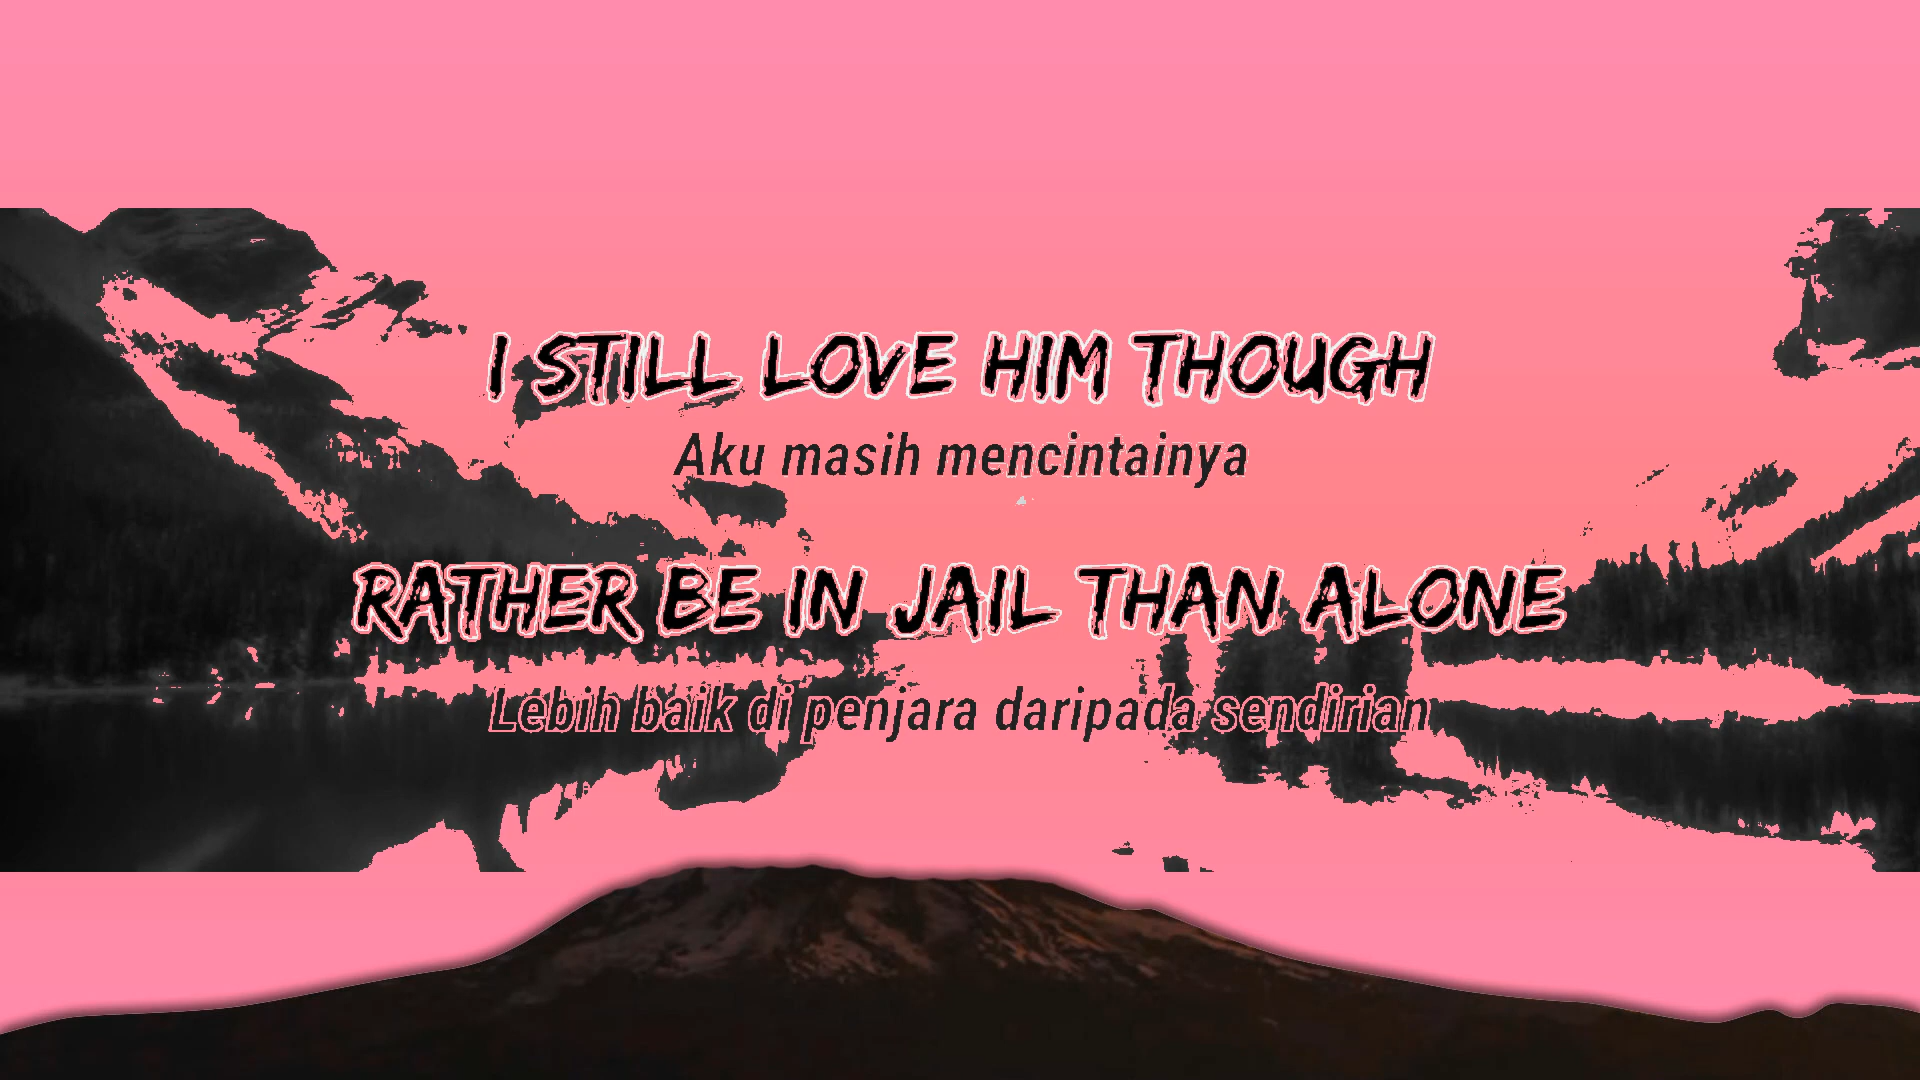 I STILL LOVE HIM THOUGH
Aku masih mencintainya
RATHER BE IN JAIL THAN ALONE
Lebih baik di penjara daripada sendirian